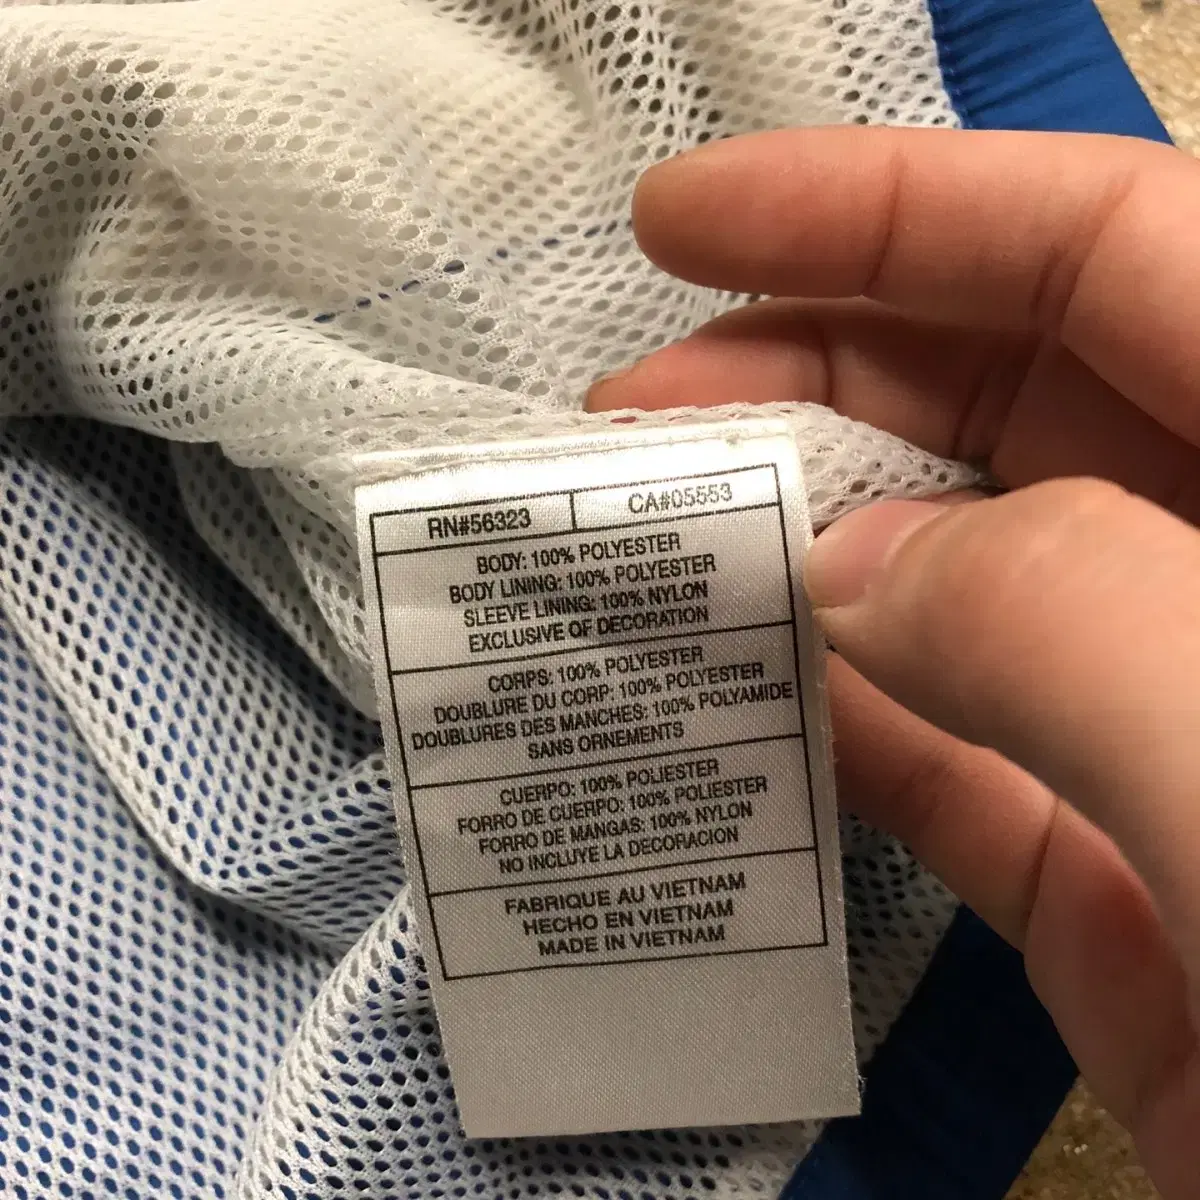 RN#56323
CA#05553
BODY: 100% POLYESTER
BODY LINING: 100% POLYESTER
SLEEVE LINING: 100% NYLON
EXCLUSIVE OF DECORATION
CORPS: 100% POLYESTER
DOUBLURE DU CORP: 100% POLYESTER
DOUBLURES DES MANCHES: 100% POLYAMIDE
SANS ORNEMENTS
CUERPO: 100% POLIESTER
FORRO DE CUERPO: 100% POLIESTER
FORRO DE MANGAS: 100% NYLON
NO INCLUYE LA DECORACION
FABRIQUE AU VIETNAM
HECHO EN VIETNAM
MADE IN VIETNAM